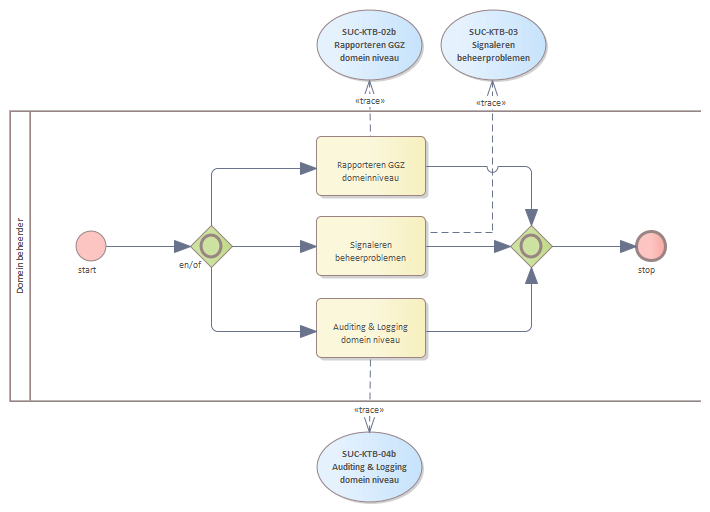 SUC-KTB-02b
Rapporteren GGZ
domein niveau
SUC-KTB-03
Signaleren
beheerproblemen
«trace»
«trace»
Domein beheerder
Rapporteren GGZ
domeinniveau
start
en/of
Signaleren
beheerproblemen
stop
Auditing & Logging
domein niveau
«trace»
SUC-KTB-04b
Auditing & Logging
domein niveau